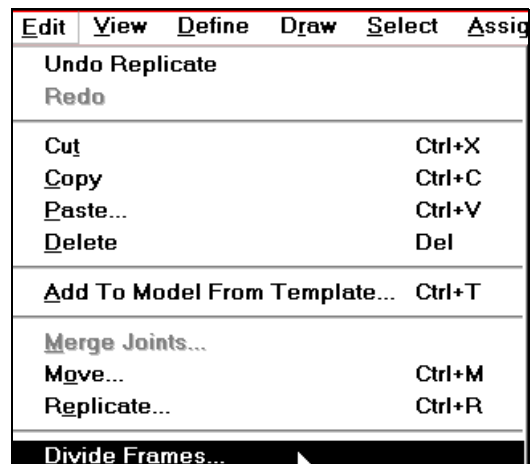 Edit View Define Draw Select Assig
Undo Replicate
Redo
Cut Ctrl+X
Copy Ctrl+C
Paste... Ctrl+V
Delete Del
Add To Model From Template... Ctrl+T
Merge Joints...
Move... Ctrl+M
Replicate... Ctrl+R
Divide Frames...